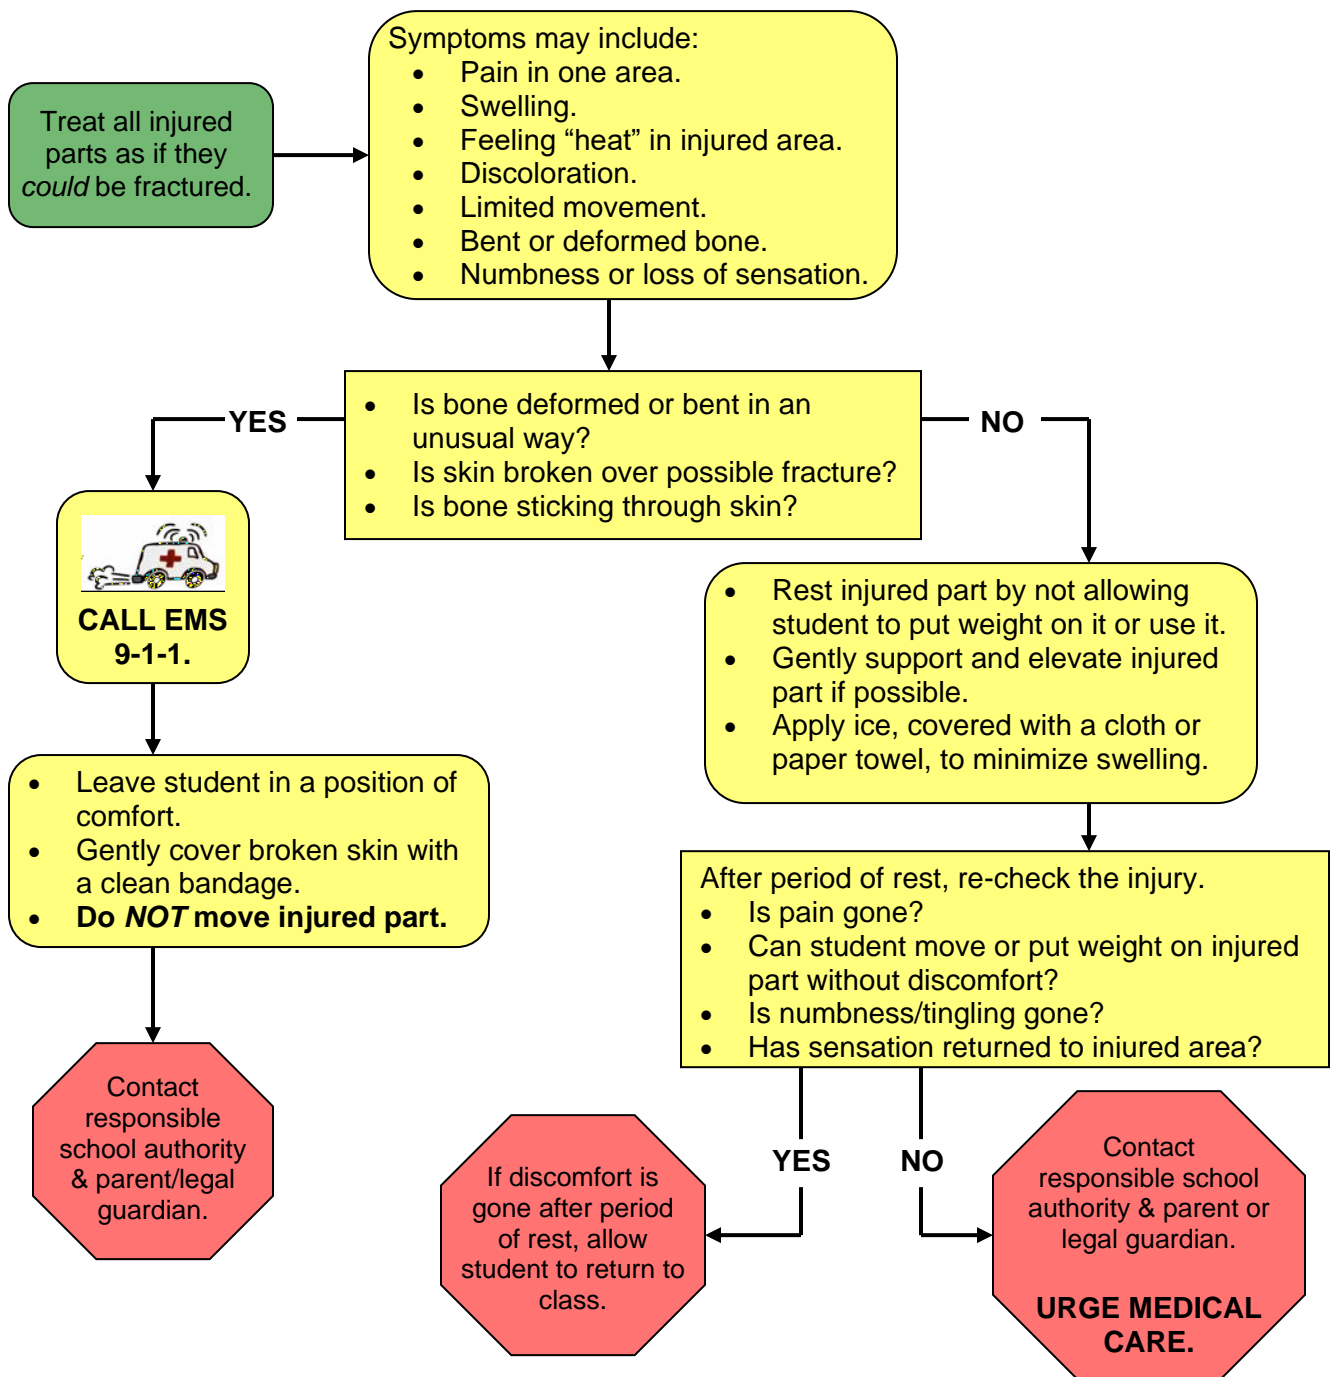 Treat all injured
parts as if they
could be fractured.
Symptoms may include:
• Pain in one area.
• Swelling.
• Feeling “heat” in injured area.
• Discoloration.
• Limited movement.
• Bent or deformed bone.
• Numbness or loss of sensation.
• Is bone deformed or bent in an
unusual way?
• Is skin broken over possible fracture?
• Is bone sticking through skin?
YES
NO
CALL EMS
9-1-1.
• Leave student in a position of
comfort.
• Gently cover broken skin with
a clean bandage.
• Do NOT move injured part.
Contact
responsible
school authority
& parent/legal
guardian.
• Rest injured part by not allowing
student to put weight on it or use it.
• Gently support and elevate injured
part if possible.
• Apply ice, covered with a cloth or
paper towel, to minimize swelling.
After period of rest, re-check the injury.
• Is pain gone?
• Can student move or put weight on injured
part without discomfort?
• Is numbness/tingling gone?
• Has sensation returned to injured area?
YES
NO
If discomfort is
gone after period
of rest, allow
student to return to
class.
Contact
responsible school
authority & parent or
legal guardian.
URGE MEDICAL
CARE.